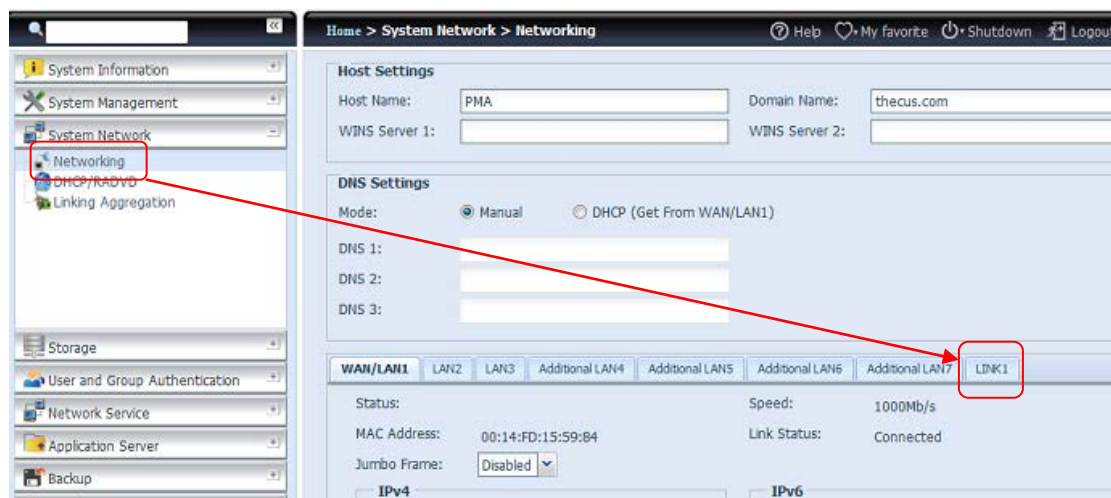 Home > System Network > Networking
Help
My favorite
Shutdown
Logout
System Information
System Management
System Network
Networking
DHCP/RADVD
Linking Aggregation
Storage
User and Group Authentication
Network Service
Application Server
Backup
Host Settings
Host Name: PMA Domain Name: thecus.com
WINS Server 1: WINS Server 2:
DNS Settings
Mode: Manual DHCP (Get From WAN/LAN1)
DNS 1:
DNS 2:
DNS 3:
WAN/LAN1 LAN2 LAN3 Additional LAN4 Additional LAN5 Additional LAN6 Additional LAN7 LINK1
Status: Speed: 1000Mb/s
MAC Address: 00:14:FD:15:59:84 Link Status: Connected
Jumbo Frame: Disabled
IPv4 IPv6